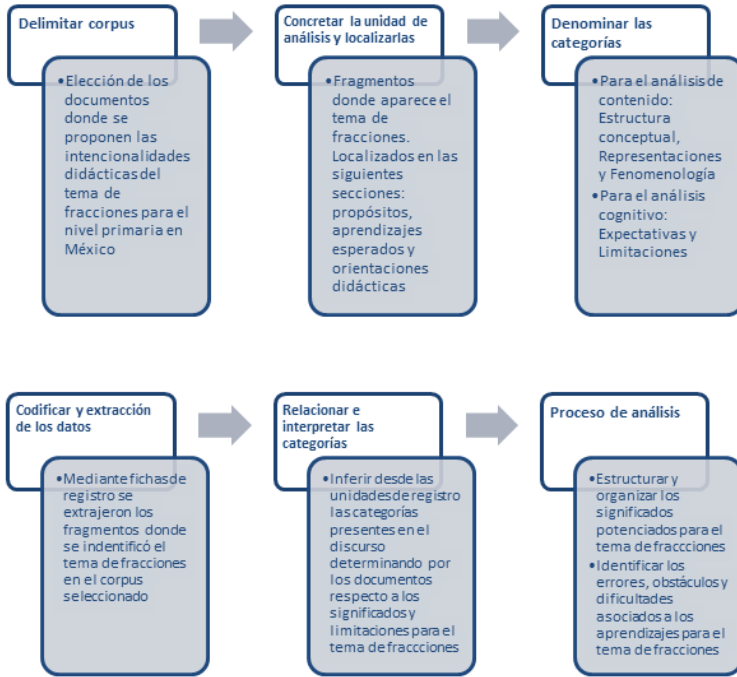 Delimitar corpus
•Elección de los
documentos
donde se
proponen las
intencionalidades
didácticas del
tema de
fracciones para el
nivel primaria en
México
Concretar la unidad de
análisis y localizarlas
•Fragmentos
donde aparece el
tema de
fracciones.
Localizados en las
siguientes
secciones:
propósitos,
aprendizajes
esperados y
orientaciones
didácticas
Denominar las
categorías
•Para el análisis de
contenido:
Estructura
conceptual,
Representaciones
y Fenomenología
•Para el análisis
cognitivo:
Expectativas y
Limitaciones
Codificar y extracción
de los datos
•Mediante fichas de
registro se
extrajeron los
fragmentos donde
se indentificó el
tema de fracciones
en el corpus
seleccionado
Relacionar e
interpretar las
categorías
•Inferir desde las
unidades de registro
las categorías
presentes en el
discurso
determinando por
los documentos
respecto a los
significados y
limitaciones para el
tema de fraccciones
Proceso de análisis
•Estructurar y
organizar los
significados
potenciados para el
tema de fraccciones
•Identificar los
errores, obstáculos y
dificultades
asociados a los
aprendizajes para el
tema de fracciones